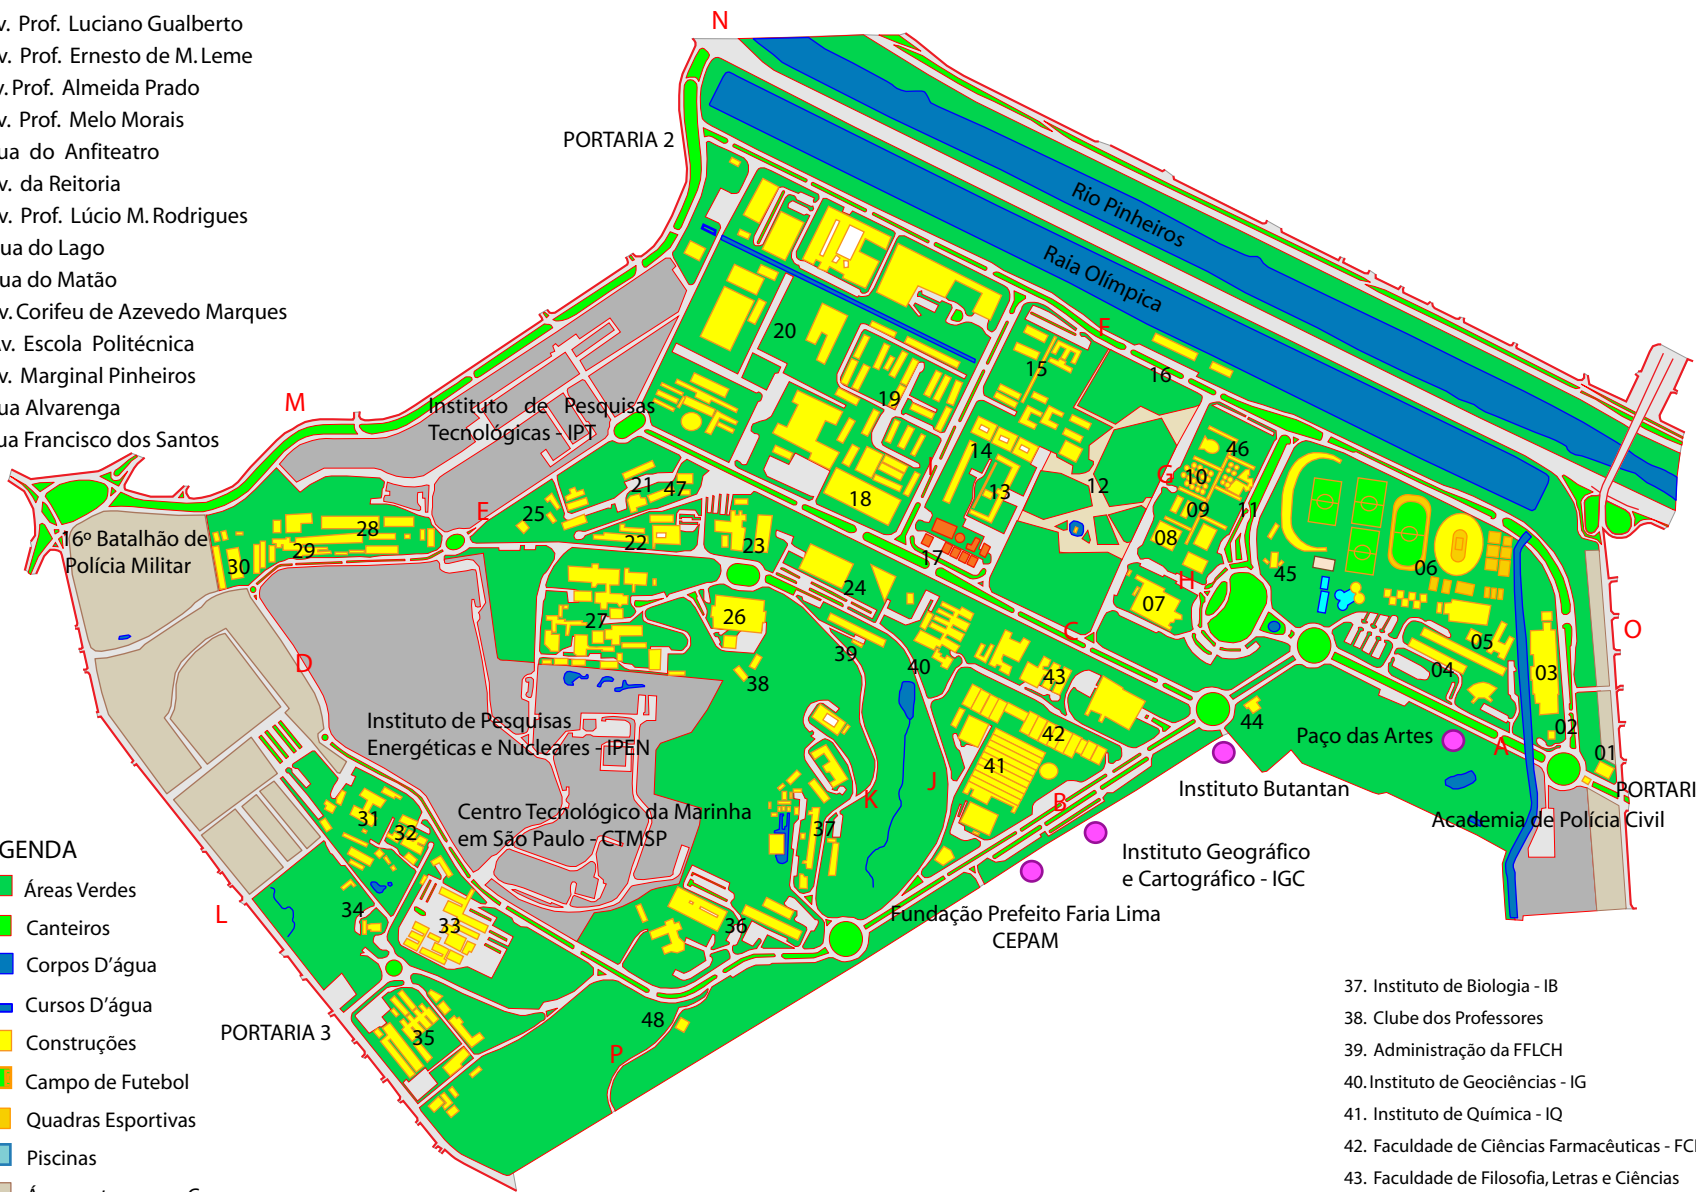 v. Prof. Luciano Gualberto
v. Prof. Ernesto de M. Leme
v. Prof. Almeida Prado
v. Prof. Melo Morais
ua do Anfiteatro
v. da Reitoria
v. Prof. Lúcio M. Rodrigues
ua do Lago
ua do Matão
v. Corifeu de Azevedo Marques
v. Escola Politécnica
v. Marginal Pinheiros
ua Alvarenga
ua Francisco dos Santos
N
PORTARIA 2
Rio Pinheiros
Raia Olímpica
M
Instituto de Pesquisas
Tecnológicas - IPT
20
19
15
F
16
14
13
12
I
G
10
46
09
11
08
H
07
45
06
05
04
03
02
01
O
A
PORTARI
18
17
21
47
25
E
22
23
24
26
27
28
29
30
16º Batalhão de
Polícia Militar
C
39
40
43
38
42
41
44
J
K
B
37
D
Instituto de Pesquisas
Energéticas e Nucleares - IPEN
Centro Tecnológico da Marinha
em São Paulo - CTMSP
Paço das Artes
Instituto Butantan
Academia de Polícia Civil
Instituto Geográfico
e Cartográfico - IGC
Fundação Prefeito Faria Lima
CEPAM
31
32
33
34
L
36
35
PORTARIA 3
48
P
GENDA
Áreas Verdes
Canteiros
Corpos D'água
Cursos D'água
Construções
Campo de Futebol
Quadras Esportivas
Piscinas
37. Instituto de Biologia - IB
38. Clube dos Professores
39. Administração da FFLCH
40. Instituto de Geociências - IG
41. Instituto de Química - IQ
42. Faculdade de Ciências Farmacêuticas - FC
43. Faculdade de Filosofia, Letras e Ciências